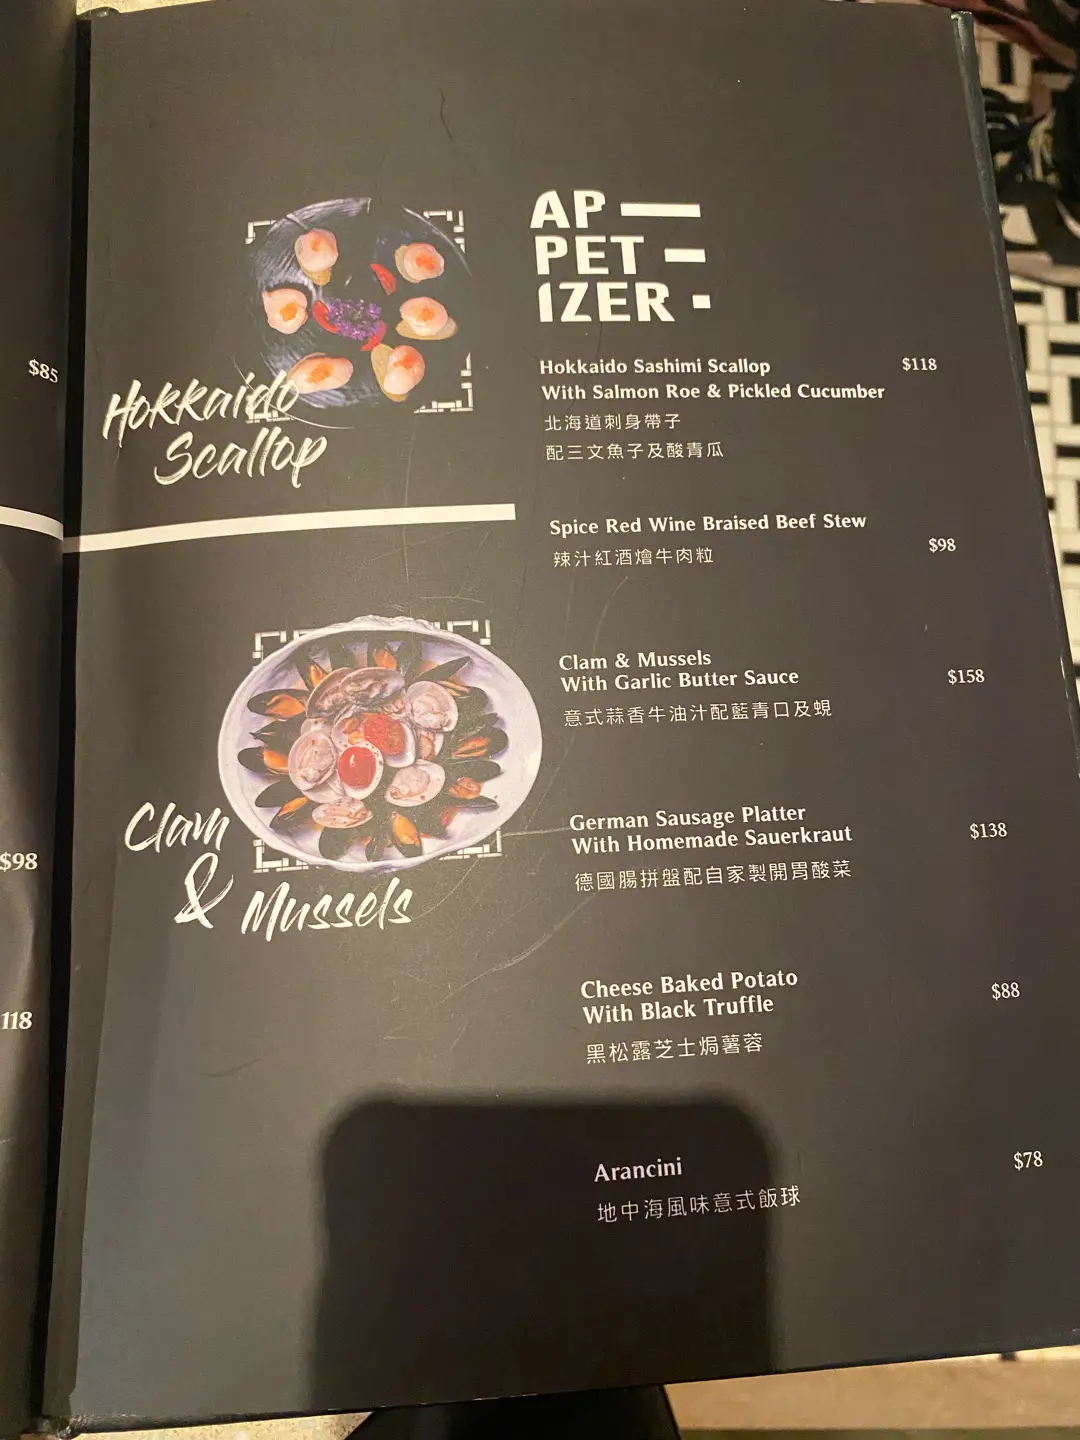 $85
$98
118
Hokkaido
Scallop
Clam
&
Mussels
AP
PET
IZER
Hokkaido Sashimi Scallop $118
With Salmon Roe & Pickled Cucumber
北海道刺身帶子
配三文魚子及酸青瓜
Spice Red Wine Braised Beef Stew
$98
辣汁紅酒燴牛肉粒
Clam & Mussels
With Garlic Butter Sauce $158
意式蒜香牛油汁配藍青口及蜆
German Sausage Platter
With Homemade Sauerkraut $138
德國腸拼盤配自家製開胃酸菜
Cheese Baked Potato
With Black Truffle $88
黑松露芝士焗薯蓉
Arancini $78
地中海風味意式飯球